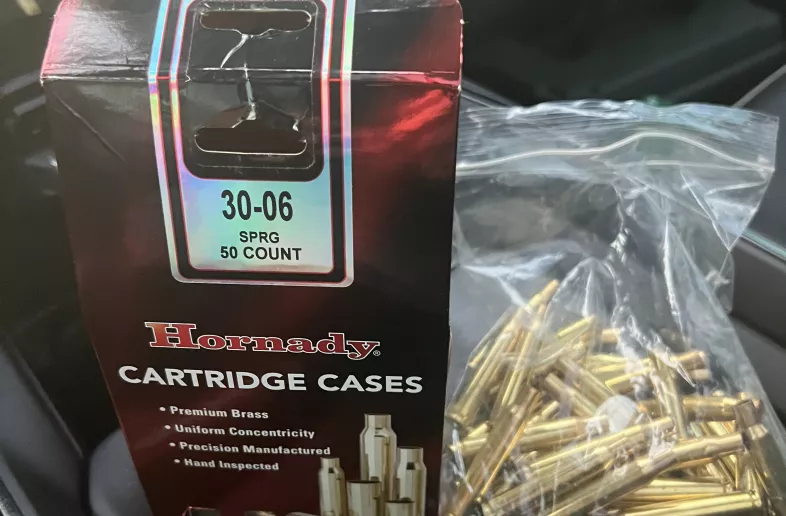 30-06
SPRG
50 COUNT
Hornady®
CARTRIDGE CASES
• Premium Brass
• Uniform Concentricity
• Precision Manufactured
• Hand Inspected